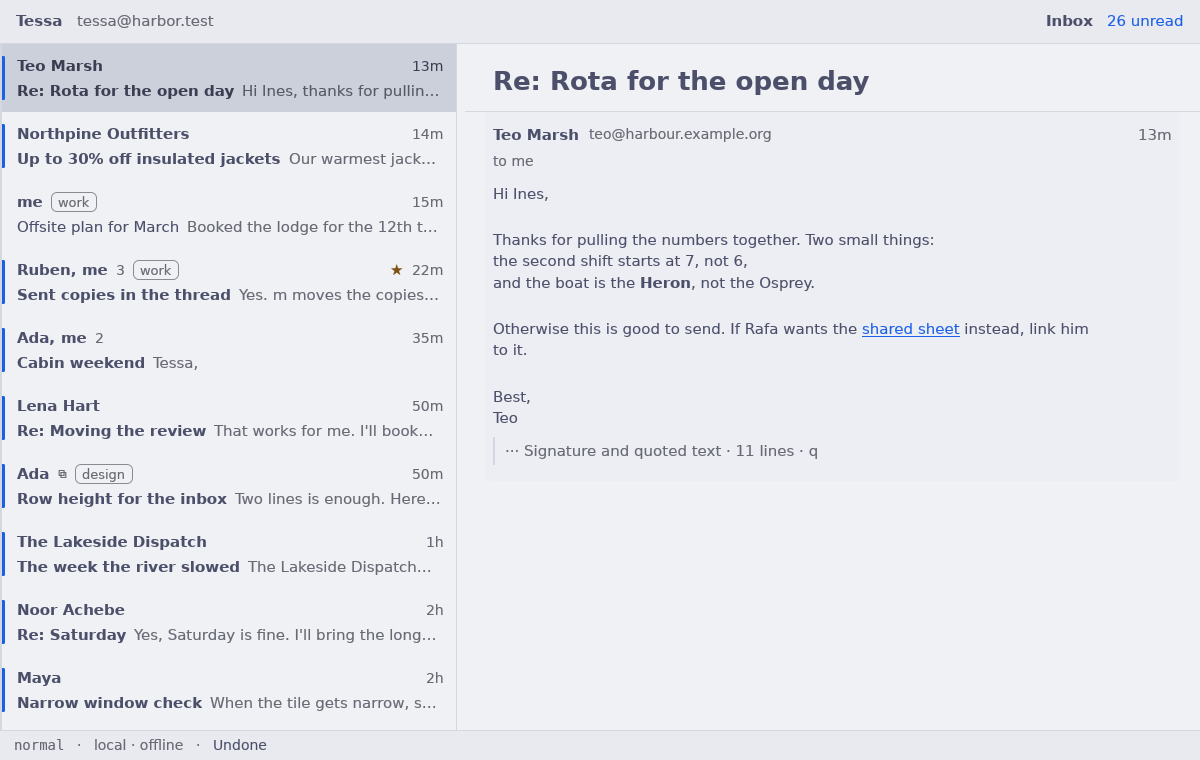 Tessa tessa@harbor.test Inbox 26 unread
Teo Marsh 13m
Re: Rota for the open day Hi Ines, thanks for pullin…
Northpine Outfitters 14m
Up to 30% off insulated jackets Our warmest jack…
me work 15m
Offsite plan for March Booked the lodge for the 12th t…
Ruben, me 3 work ★ 22m
Sent copies in the thread Yes. m moves the copies…
Ada, me 2 35m
Cabin weekend Tessa,
Lena Hart 50m
Re: Moving the review That works for me. I'll book…
Ada ⧉ design 50m
Row height for the inbox Two lines is enough. Here…
The Lakeside Dispatch 1h
The week the river slowed The Lakeside Dispatch…
Noor Achebe 2h
Re: Saturday Yes, Saturday is fine. I'll bring the long…
Maya 2h
Narrow window check When the tile gets narrow, s…
Re: Rota for the open day
Teo Marsh teo@harbour.example.org 13m
to me
Hi Ines,
Thanks for pulling the numbers together. Two small things:
the second shift starts at 7, not 6,
and the boat is the Heron, not the Osprey.
Otherwise this is good to send. If Rafa wants the shared sheet instead, link him
to it.
Best,
Teo
··· Signature and quoted text · 11 lines · q
normal · local · offline · Undone